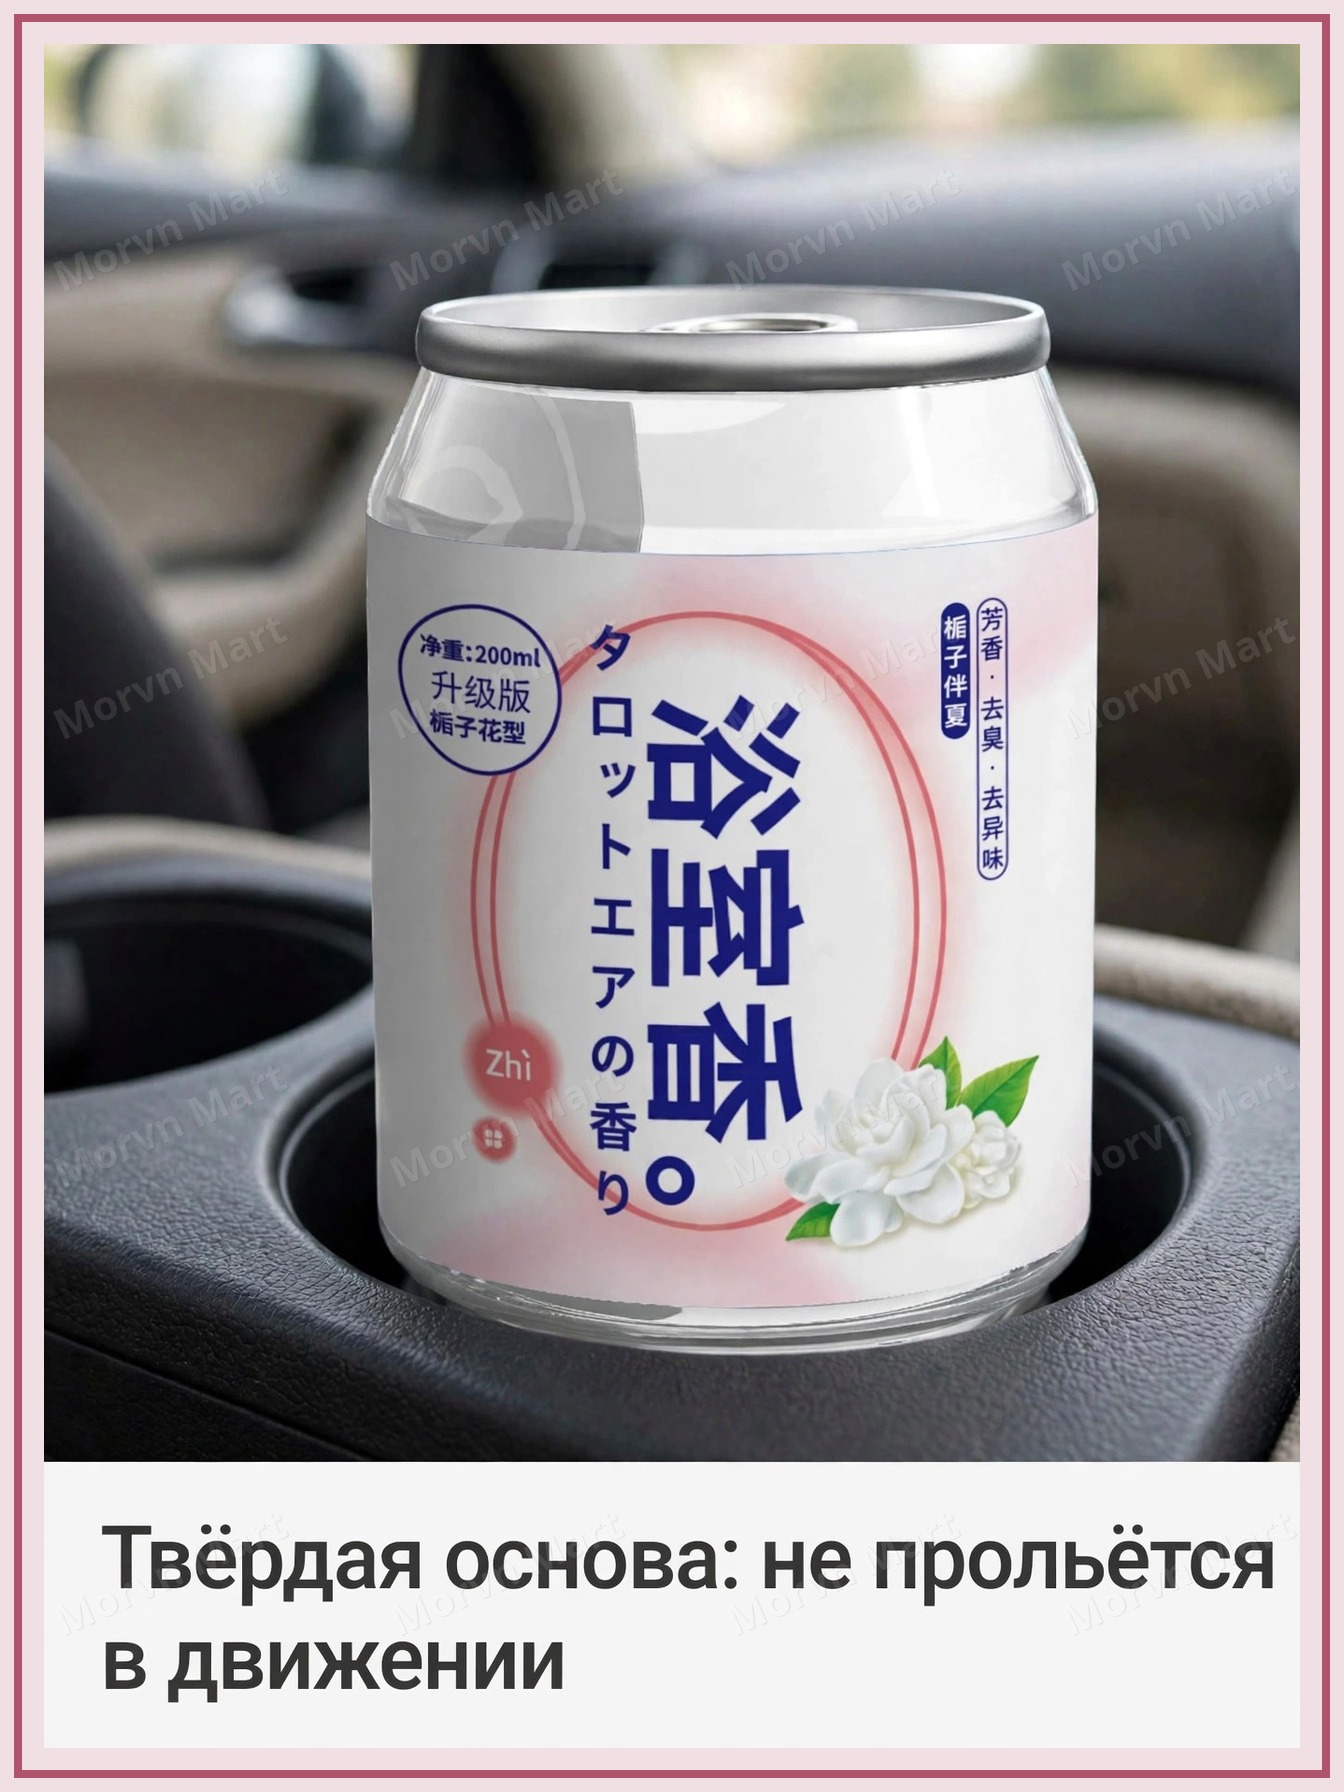 净重:200ml
升级版
栀子花型
タロットエアの香り
浴室香。
栀子伴夏
芳香·去臭·去异味
Zhì
Твёрдая основа: не прольётся
в движении
Morvn Mart